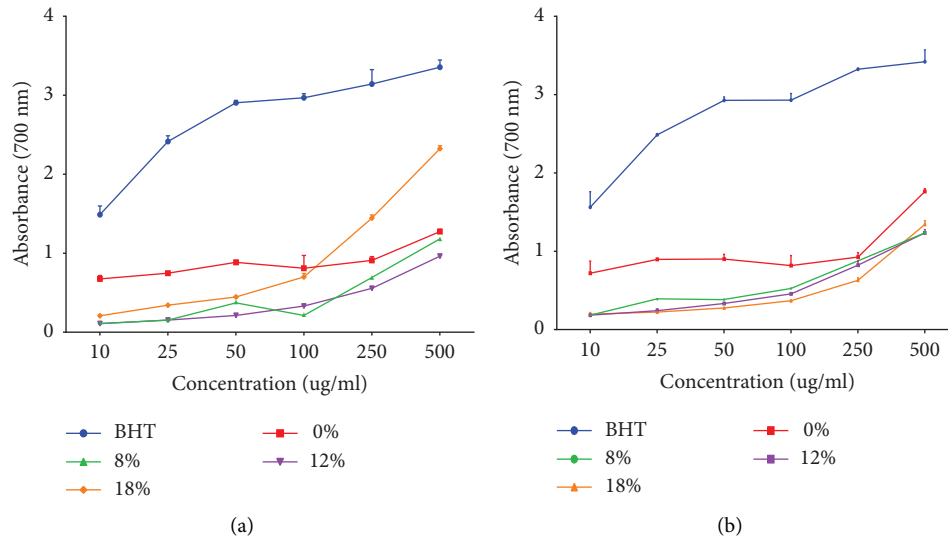 Absorbance (700 nm)
4
3
2
1
0
10 25 50 100 250 500
Concentration (ug/ml)
BHT 0%
8% 12%
18%
(a)
Absorbance (700 nm)
4
3
2
1
0
10 25 50 100 250 500
Concentration (ug/ml)
BHT 0%
8% 12%
18%
(b)